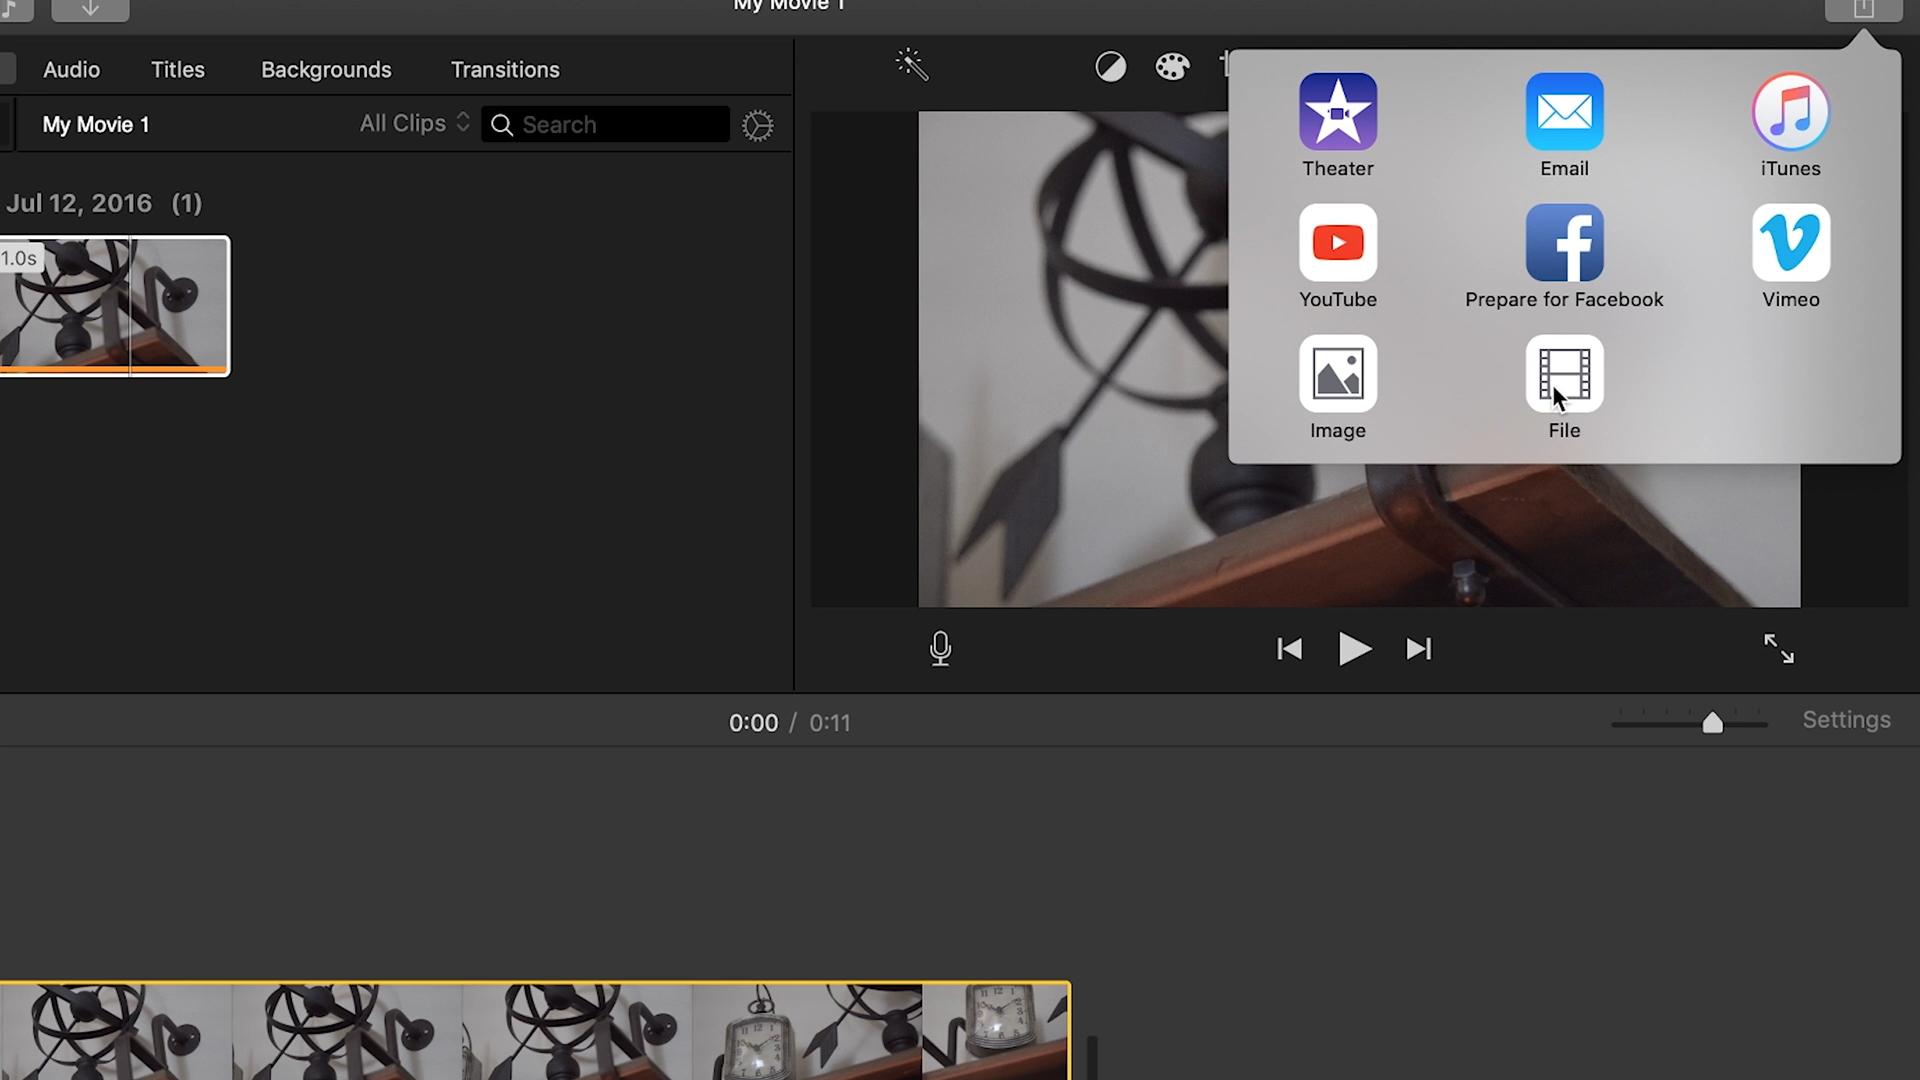 My Movie 1
Audio Titles Backgrounds Transitions
My Movie 1 All Clips Search
Jul 12, 2016 (1)
1.0s
Theater Email iTunes
YouTube Prepare for Facebook Vimeo
Image File
0:00 / 0:11 Settings